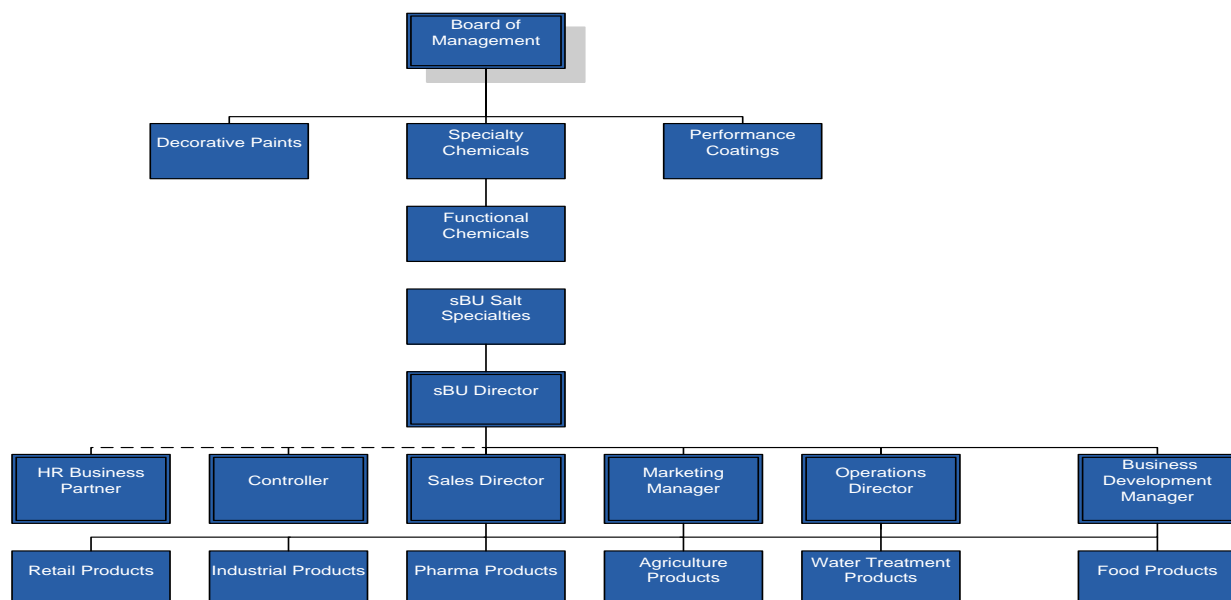 Board of
Management
Decorative Paints
Specialty
Chemicals
Performance
Coatings
Functional
Chemicals
sBU Salt
Specialties
sBU Director
HR Business
Partner
Controller
Sales Director
Marketing
Manager
Operations
Director
Business
Development
Manager
Retail Products
Industrial Products
Pharma Products
Agriculture
Products
Water Treatment
Products
Food Products